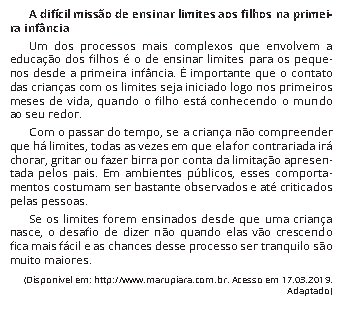 A difícil missão de ensinar limites aos filhos na primei-
ra infância
Um dos processos mais complexos que envolvem a
educação dos filhos é o de ensinar limites para os peque-
nos desde a primeira infância. É importante que o contato
das crianças com os limites seja iniciado logo nos primeiros
meses de vida, quando o filho está conhecendo o mundo
ao seu redor.
Com o passar do tempo, se a criança não compreender
que há limites, todas as vezes em que ela for contrariada irá
chorar, gritar ou fazer birra por conta da limitação apresen-
tada pelos pais. Em ambientes públicos, esses comporta-
mentos costumam ser bastante observados e até criticados
pelas pessoas.
Se os limites forem ensinados desde que uma criança
nasce, o desafio de dizer não quando elas vão crescendo
fica mais fácil e as chances desse processo ser tranquilo são
muito maiores.
(Disponível em: http://www.marupiara.com.br. Acesso em 17.03.2019.
Adaptado)